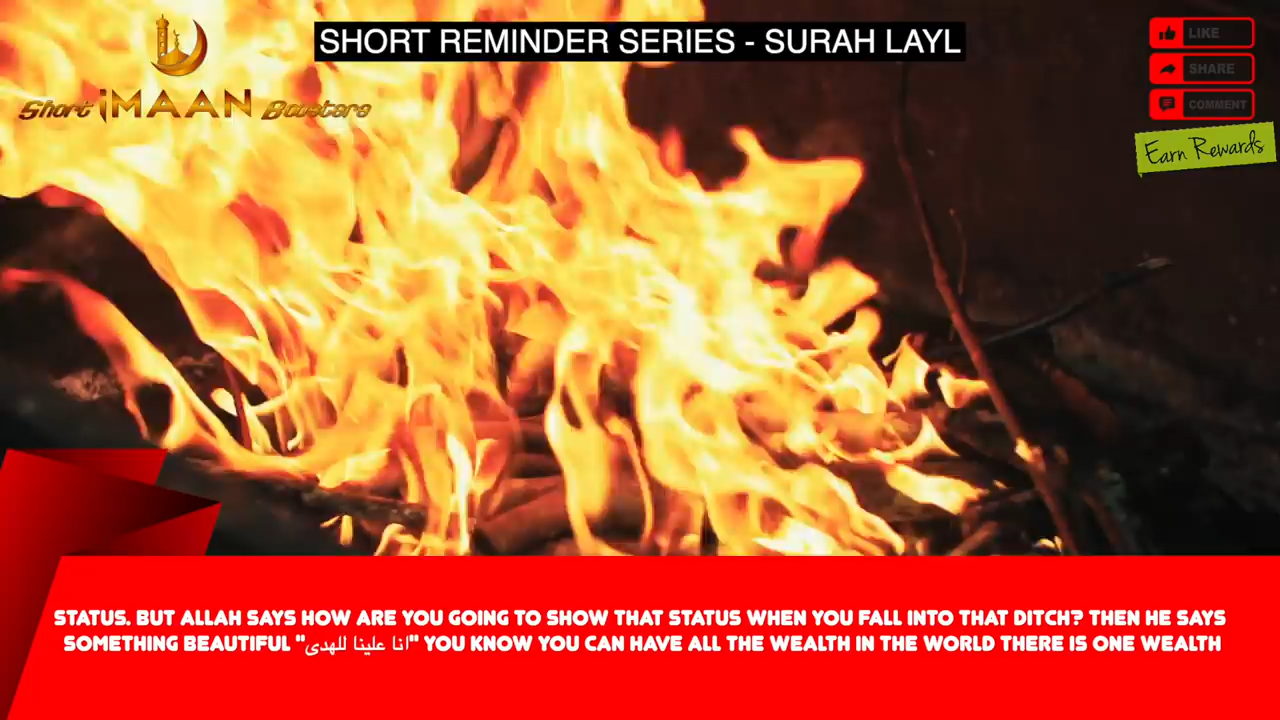 SHORT REMINDER SERIES - SURAH LAYL
LIKE
SHARE
COMMENT
Earn Rewards
Short iMAAN Boosters
STATUS. BUT ALLAH SAYS HOW ARE YOU GOING TO SHOW THAT STATUS WHEN YOU FALL INTO THAT DITCH? THEN HE SAYS
SOMETHING BEAUTIFUL "انا علينا للهدى" YOU KNOW YOU CAN HAVE ALL THE WEALTH IN THE WORLD THERE IS ONE WEALTH